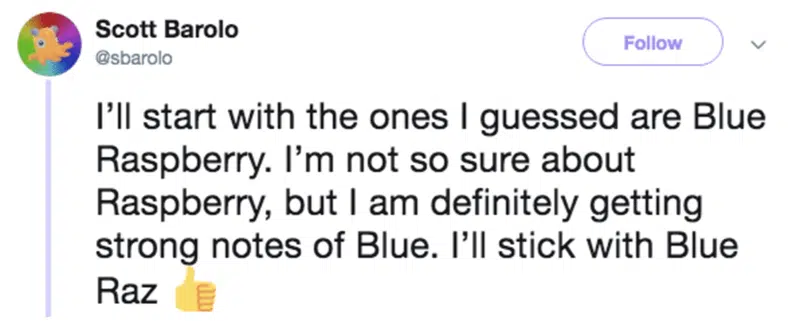 Scott Barolo
@sbarolo
Follow
I'll start with the ones I guessed are Blue
Raspberry. I'm not so sure about
Raspberry, but I am definitely getting
strong notes of Blue. I'll stick with Blue
Raz 👍